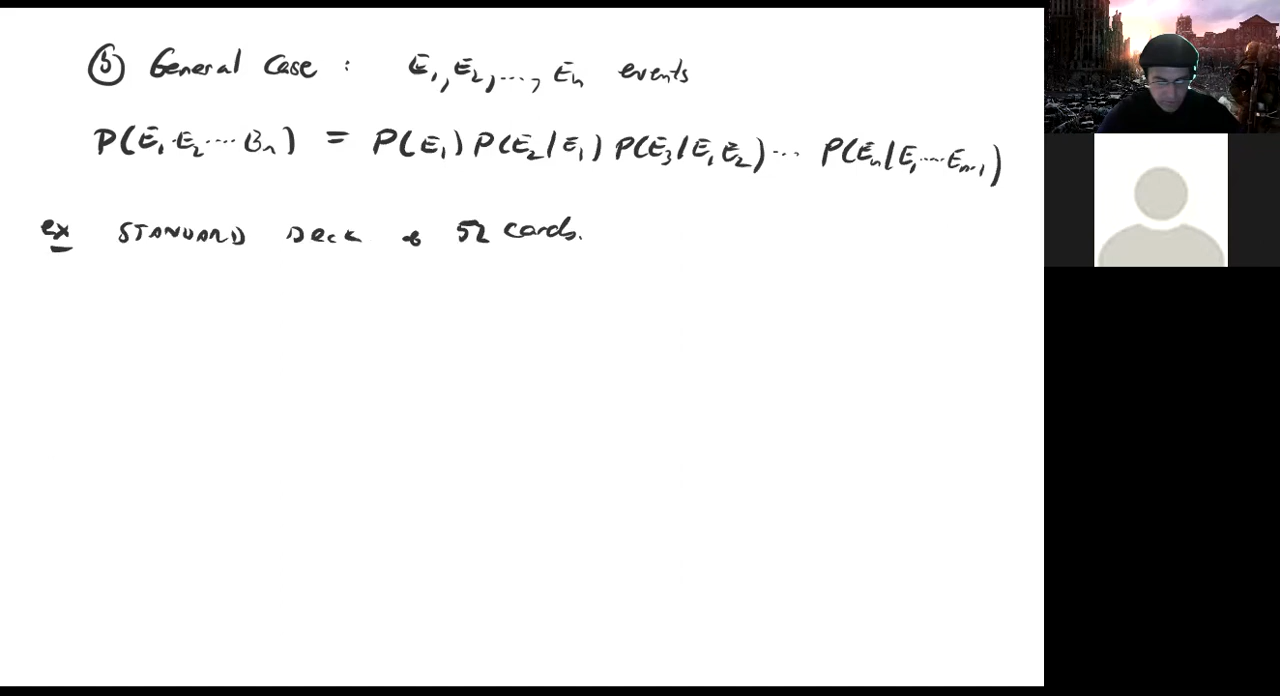 ⑤ General Case : E₁, E₂, ..., Eₙ events
P(E₁ E₂ ... Eₙ) = P(E₁) P(E₂/E₁) P(E₃/E₁ E₂) ... P(Eₙ/E₁ ... Eₙ₋₁)
ex STANDARD Deck of 52 cards.